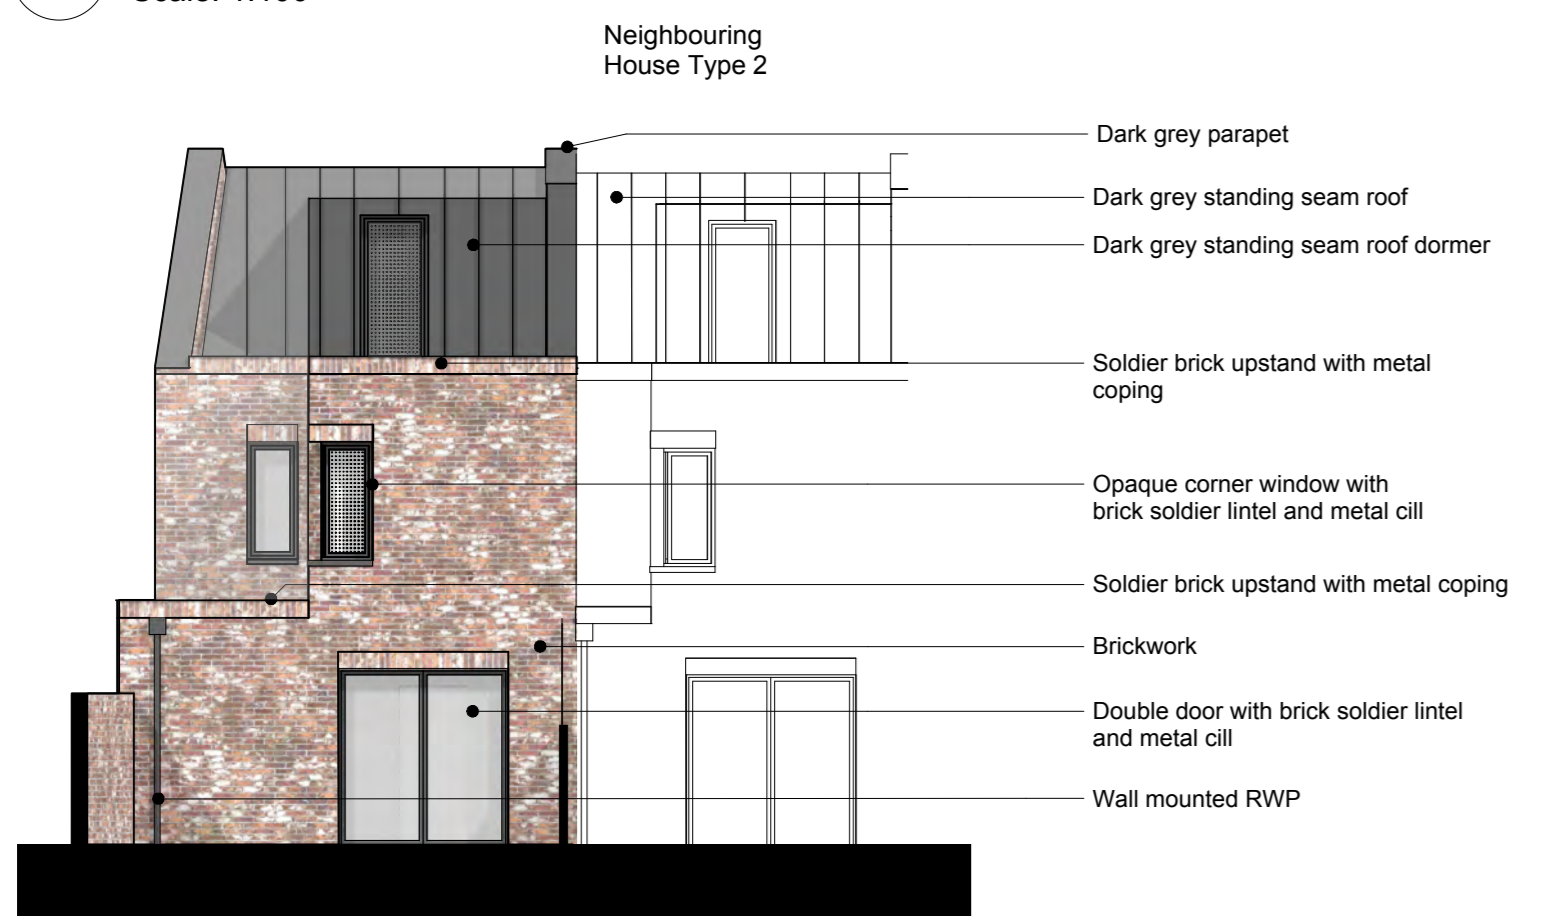 Neighbouring
House Type 2
Dark grey parapet
Dark grey standing seam roof
Dark grey standing seam roof dormer
Soldier brick upstand with metal
coping
Opaque corner window with
brick soldier lintel and metal cill
Soldier brick upstand with metal coping
Brickwork
Double door with brick soldier lintel
and metal cill
Wall mounted RWP